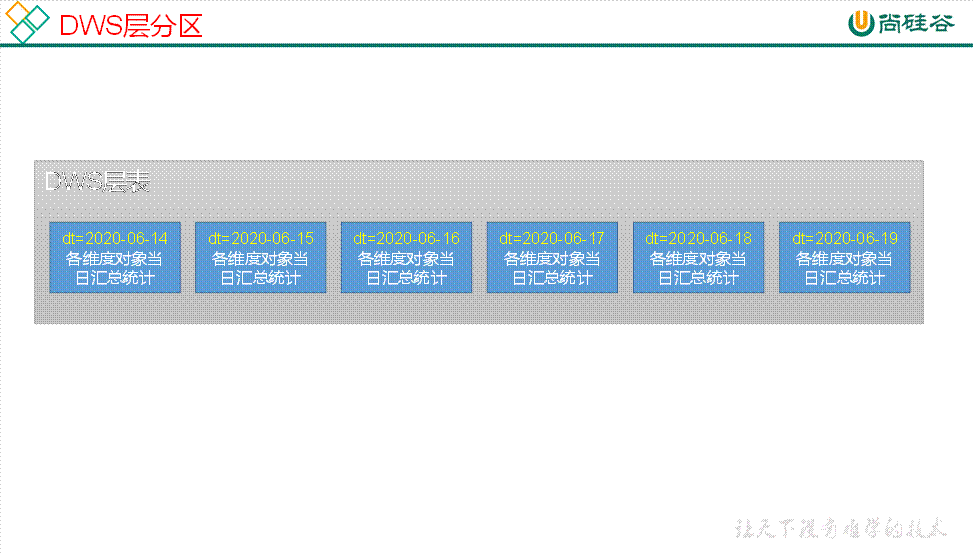 DWS层分区
尚硅谷
DWS层表
dt=2020-06-14
各维度对象当
日汇总统计
dt=2020-06-15
各维度对象当
日汇总统计
dt=2020-06-16
各维度对象当
日汇总统计
dt=2020-06-17
各维度对象当
日汇总统计
dt=2020-06-18
各维度对象当
日汇总统计
dt=2020-06-19
各维度对象当
日汇总统计
让天下没有难学的技术